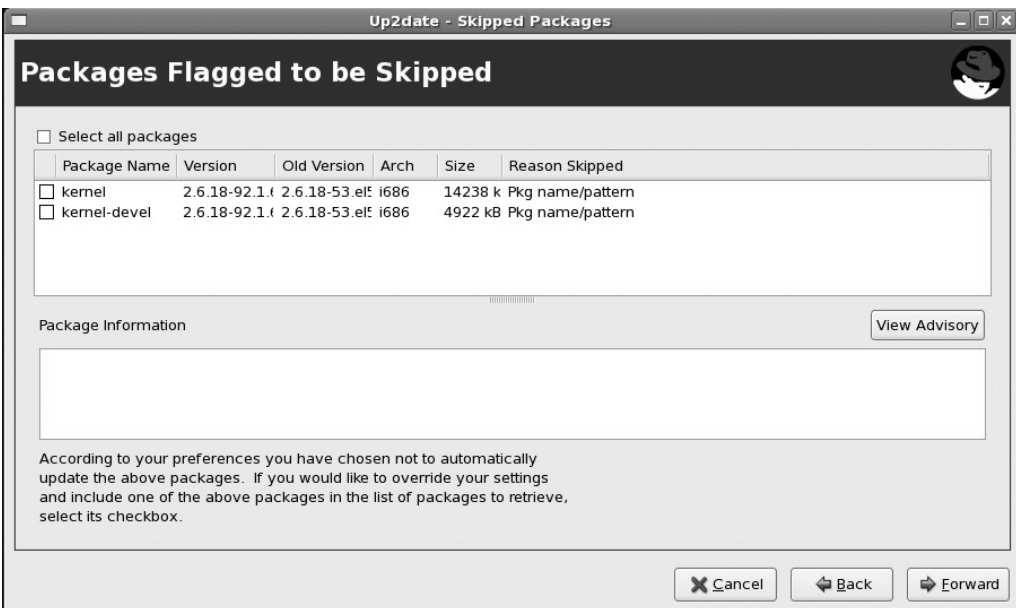 Up2date - Skipped Packages
Packages Flagged to be Skipped
Select all packages
Package Name Version Old Version Arch Size Reason Skipped
kernel 2.6.18-92.1.6 2.6.18-53.el5 i686 14238 k Pkg name/pattern
kernel-devel 2.6.18-92.1.6 2.6.18-53.el5 i686 4922 kB Pkg name/pattern
Package Information
View Advisory
According to your preferences you have chosen not to automatically
update the above packages. If you would like to override your settings
and include one of the above packages in the list of packages to retrieve,
select its checkbox.
Cancel Back Forward